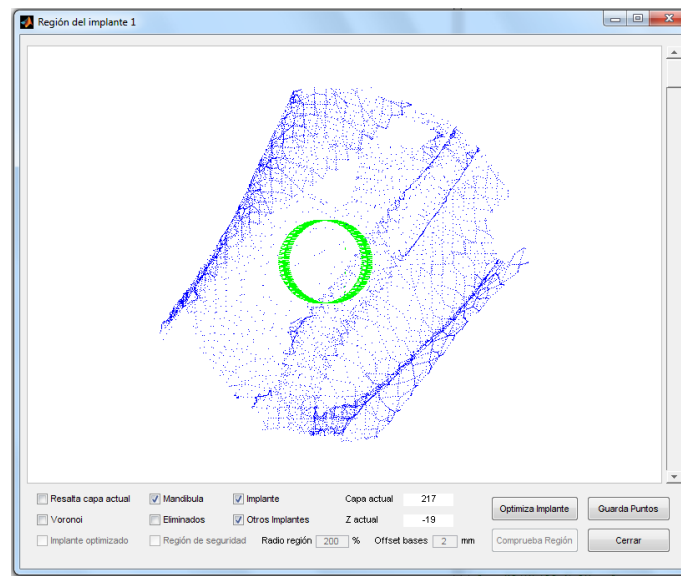 Región del implante 1
Resalta capa actual Mandibula Implante Capa actual 217 Optimiza Implante Guarda Puntos
Voronoi Eliminados Otros Implantes Z actual -19
Implante optimizado Región de seguridad Radio región 200 % Offset bases 2 mm Comprueba Región Cerrar